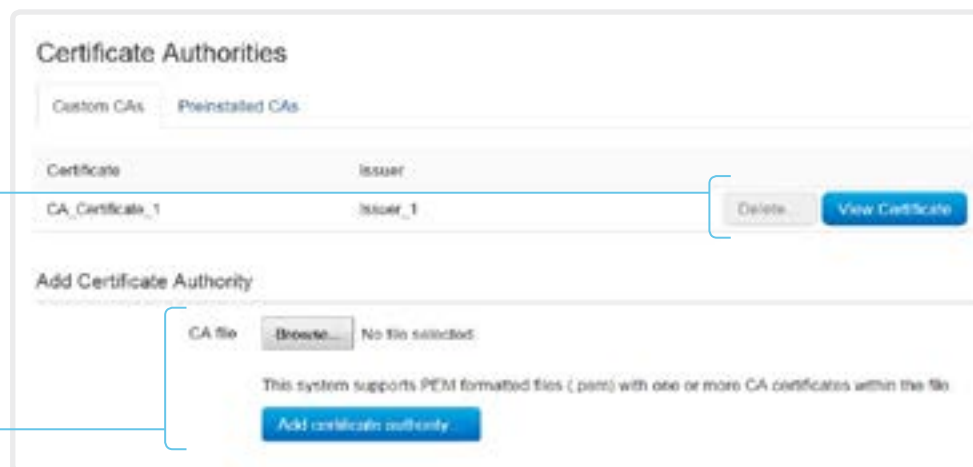 Certificate Authorities
Custom CAs Preinstalled CAs
Certificate Issuer
CA_Certificate_1 Issuer_1 Delete... View Certificate
Add Certificate Authority
CA file Browse... No file selected.
This system supports PEM formatted files (.pem) with one or more CA certificates within the file.
Add certificate authority...